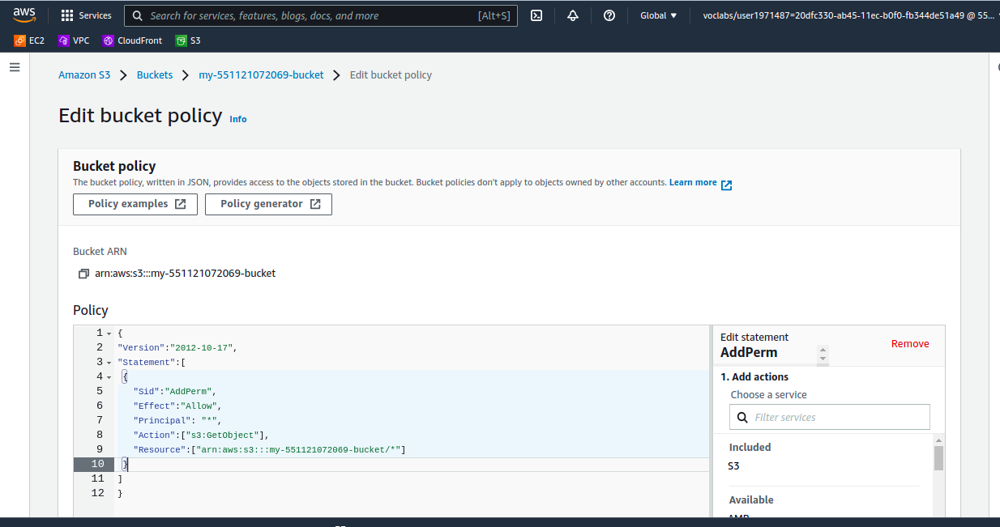 aws
Services
Search for services, features, blogs, docs, and more
[Alt+S]
Global
voclabs/user1971487=20dfc330-ab45-11ec-b0f0-fb344de51a49 @ 55...
EC2
VPC
CloudFront
S3
Amazon S3 > Buckets > my-551121072069-bucket > Edit bucket policy
Edit bucket policy Info
Bucket policy
The bucket policy, written in JSON, provides access to the objects stored in the bucket. Bucket policies don't apply to objects owned by other accounts. Learn more
Policy examples
Policy generator
Bucket ARN
arn:aws:s3:::my-551121072069-bucket
Policy
1 {
2 "Version":"2012-10-17",
3 "Statement":[
4 {
5 "Sid":"AddPerm",
6 "Effect":"Allow",
7 "Principal": "*",
8 "Action":["s3:GetObject"],
9 "Resource":["arn:aws:s3:::my-551121072069-bucket/*"]
10 }
11 ]
12 }
Edit statement
AddPerm
Remove
1. Add actions
Choose a service
Filter services
Included
S3
Available